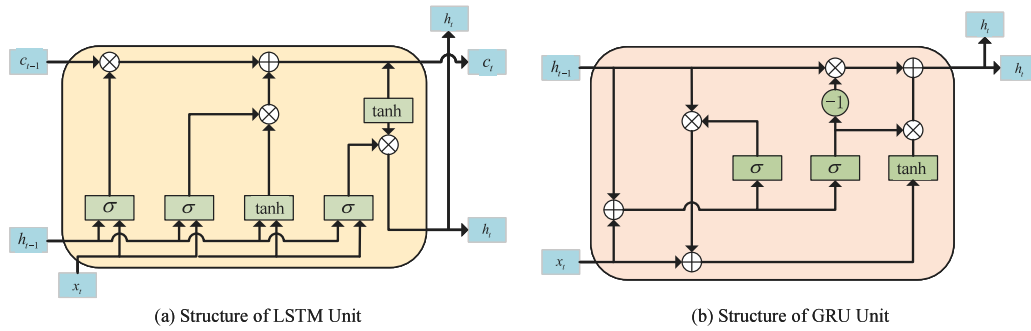 h_t
c_{t-1}
c_t
tanh
σ
σ
tanh
σ
h_{t-1}
h_t
x_t
(a) Structure of LSTM Unit
h_t
h_{t-1}
h_t
−1
σ
σ
tanh
x_t
(b) Structure of GRU Unit